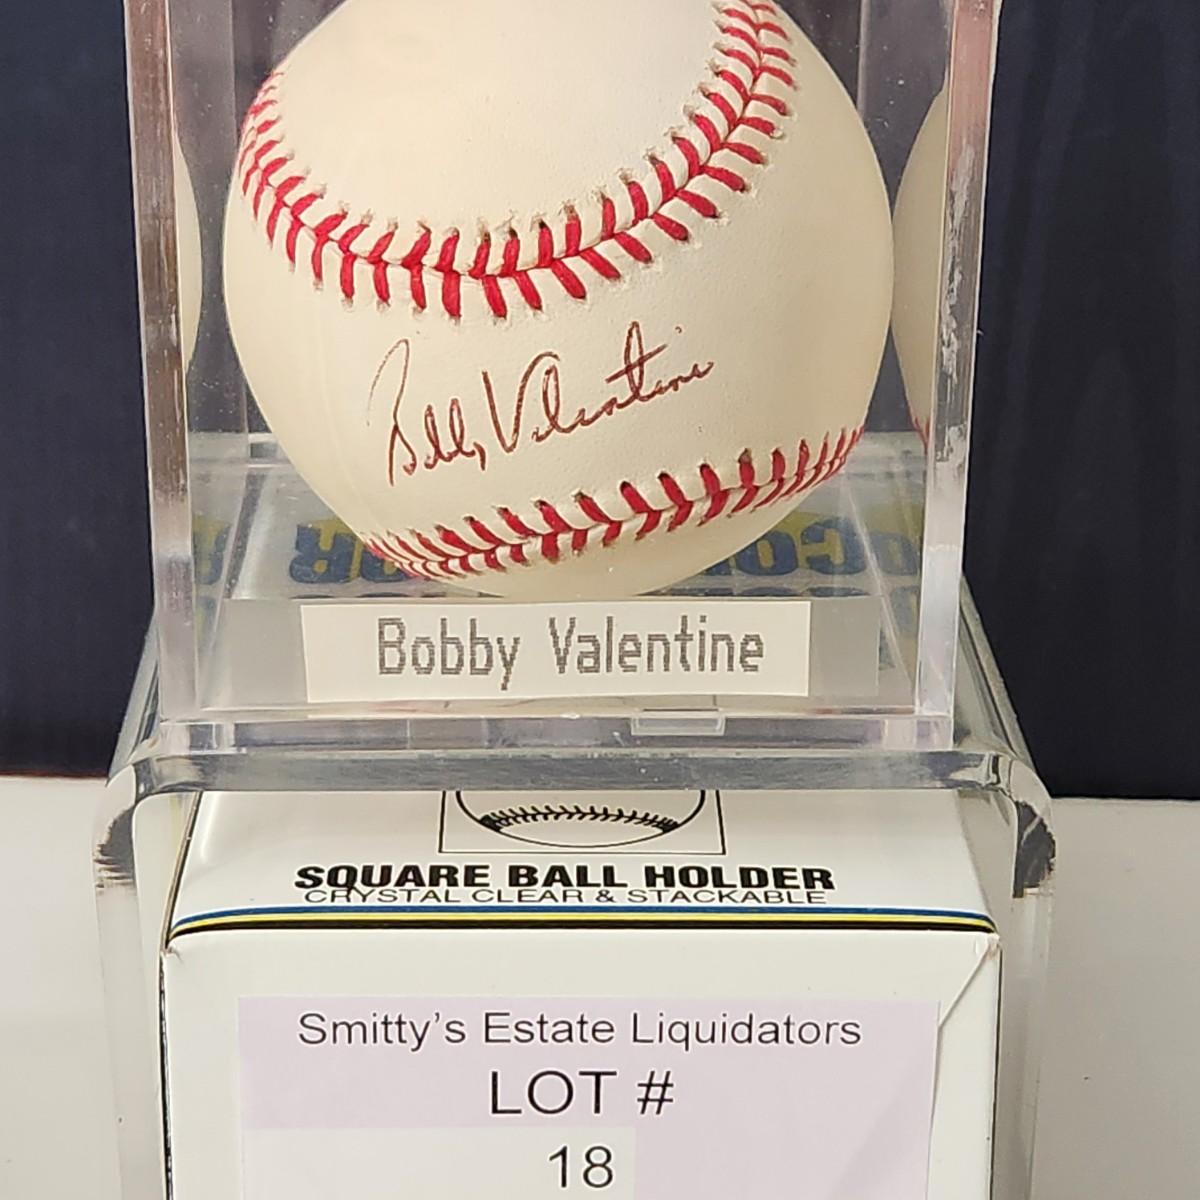 Bobby Valentine
Bobby Valentine
SQUARE BALL HOLDER
CRYSTAL CLEAR & STACKABLE
Smitty's Estate Liquidators
LOT #
18